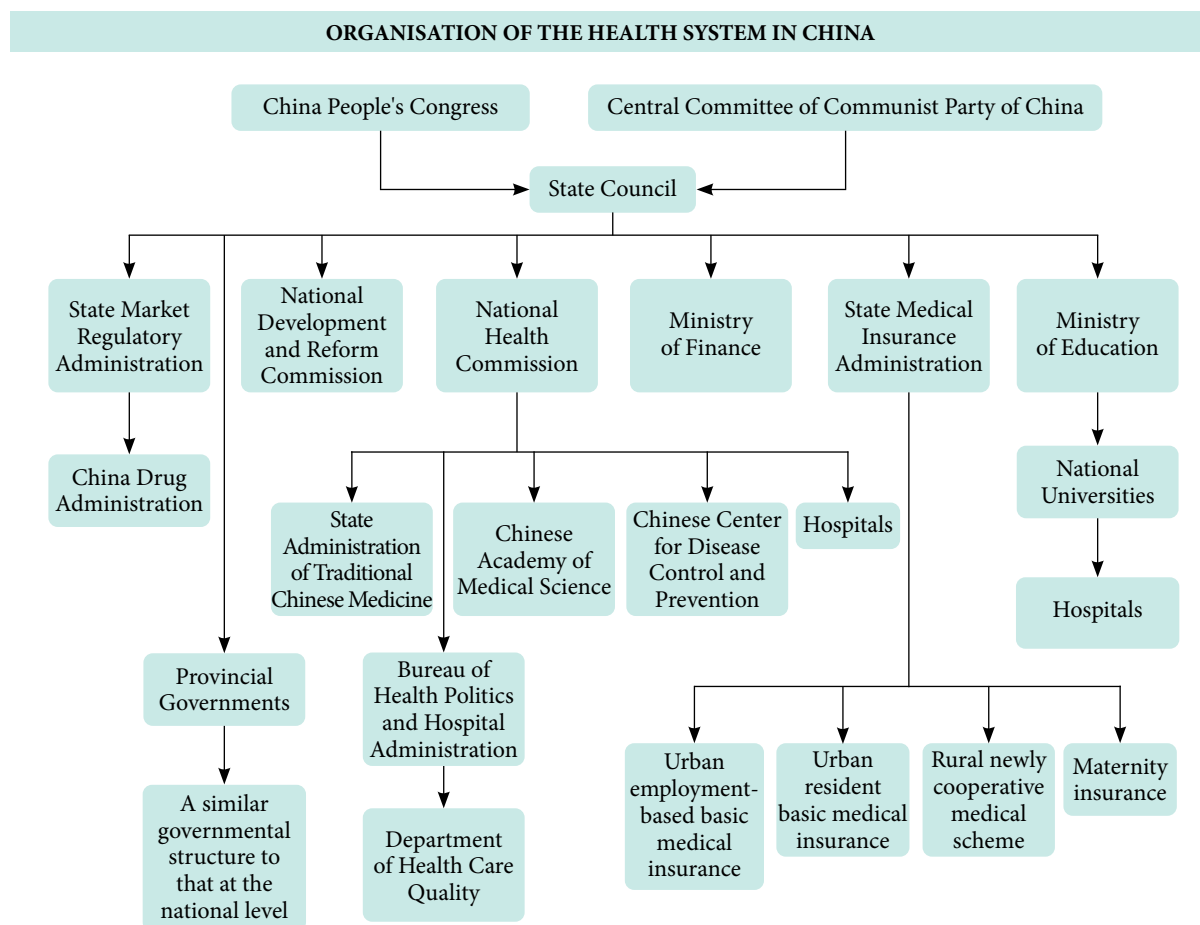 ORGANISATION OF THE HEALTH SYSTEM IN CHINA
China People's Congress
Central Committee of Communist Party of China
State Council
State Market
Regulatory
Administration
National
Development
and Reform
Commission
National
Health
Commission
Ministry
of Finance
State Medical
Insurance
Administration
Ministry
of Education
China Drug
Administration
State
Administration
of Traditional
Chinese Medicine
Chinese
Academy of
Medical Science
Chinese Center
for Disease
Control and
Prevention
Hospitals
National
Universities
Hospitals
Provincial
Governments
Bureau of
Health Politics
and Hospital
Administration
Urban
employment-
based basic
medical
insurance
Urban
resident
basic medical
insurance
Rural newly
cooperative
medical
scheme
Maternity
insurance
A similar
governmental
structure to
that at the
national level
Department
of Health Care
Quality